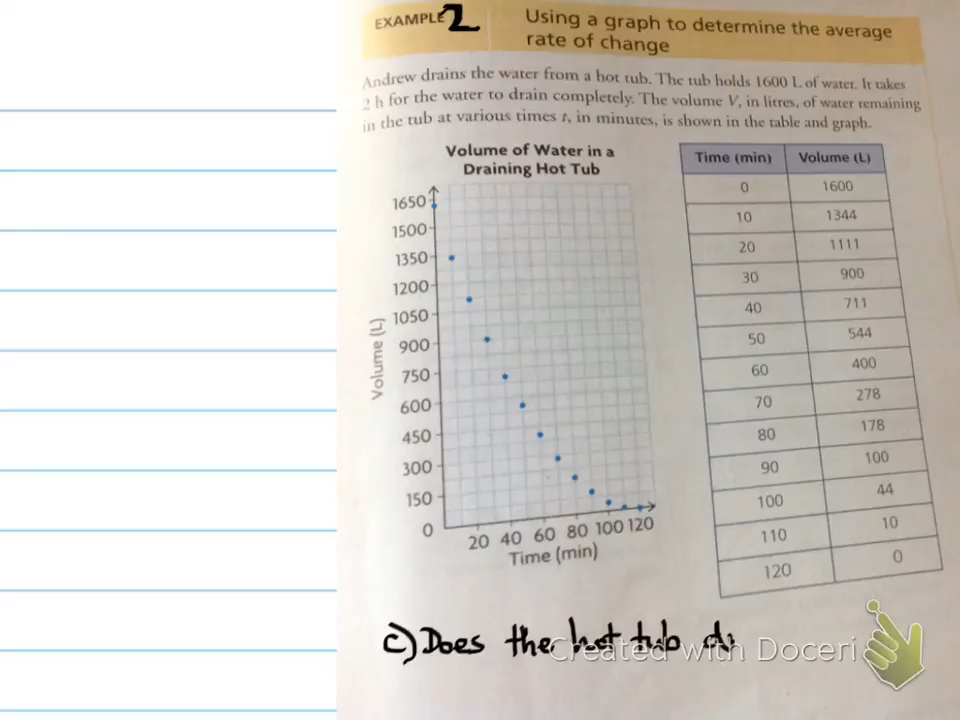 EXAMPLE 2
Using a graph to determine the average
rate of change
Andrew drains the water from a hot tub. The tub holds 1600 L of water. It takes
2 h for the water to drain completely. The volume V, in litres, of water remaining
in the tub at various times t, in minutes, is shown in the table and graph.
Volume of Water in a
Draining Hot Tub
1650
1500
1350
1200
1050
900
750
600
450
300
150
0
20 40 60 80 100 120
Volume (L)
Time (min)
Time (min) Volume (L)
0 1600
10 1344
20 1111
30 900
40 711
50 544
60 400
70 278
80 178
90 100
100 44
110 10
120 0
c) Does the hot tub
Created with Doceri